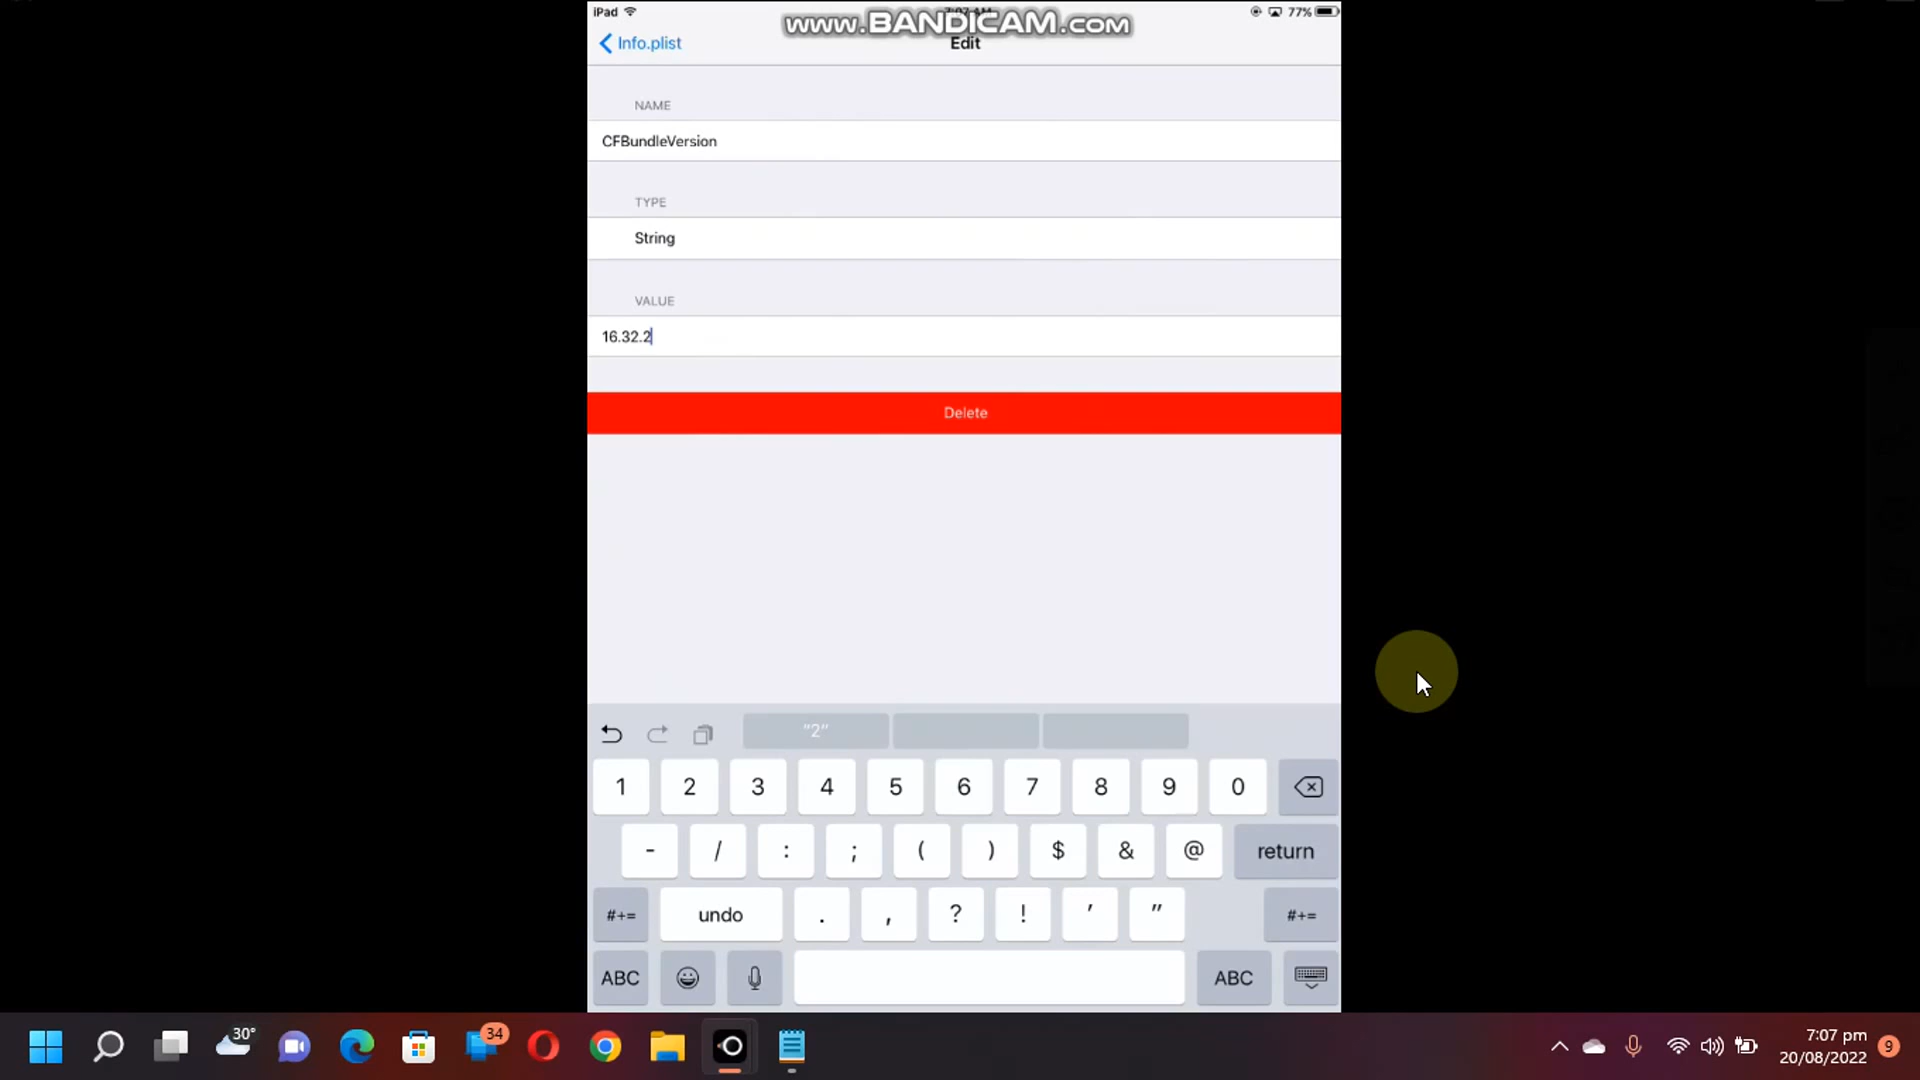 iPad
www.BANDICAM.com
77%
Info.plist
Edit
NAME
CFBundleVersion
TYPE
String
VALUE
16.32.2
Delete
"2"
1 2 3 4 5 6 7 8 9 0
- / : ; ( ) $ & @ return
#+= undo . , ? ! ' " #+=
ABC ABC
30° 34
7:07 pm
20/08/2022 9